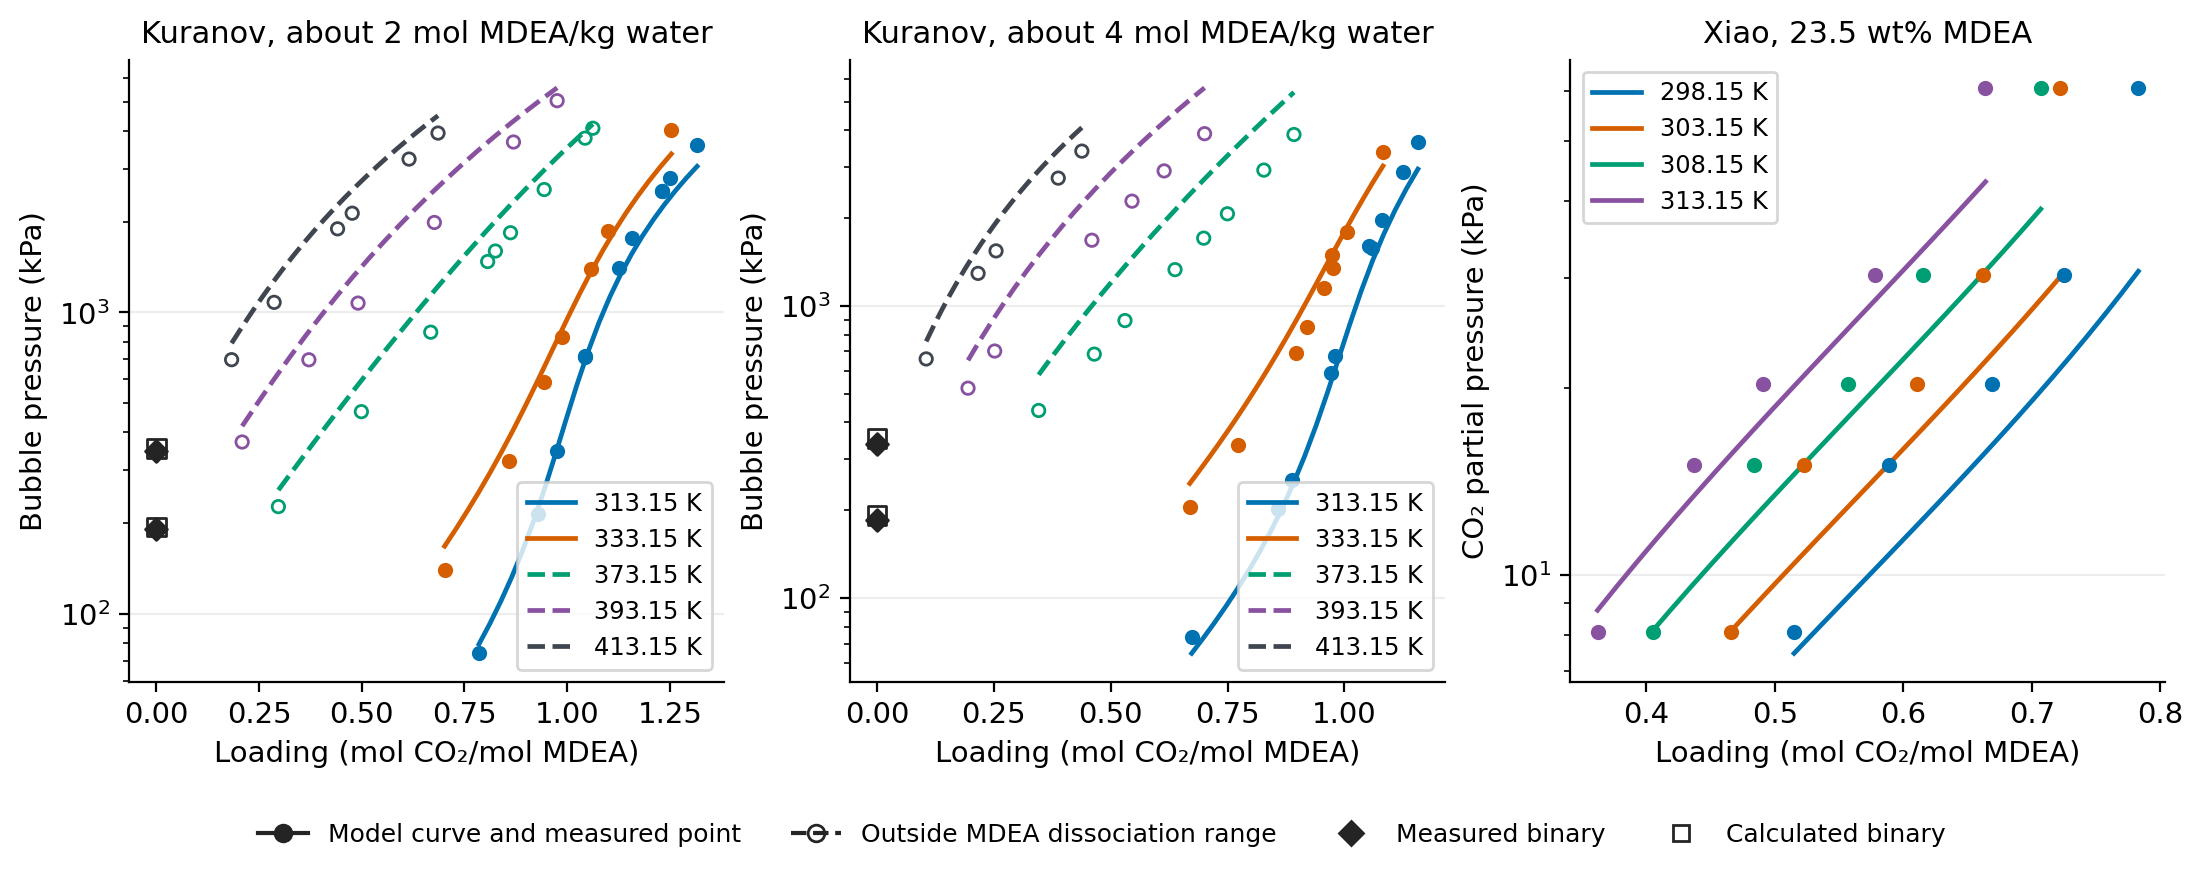 Kuranov, about 2 mol MDEA/kg water
Bubble pressure (kPa)
10³
10²
313.15 K
333.15 K
373.15 K
393.15 K
413.15 K
0.00 0.25 0.50 0.75 1.00 1.25
Loading (mol CO₂/mol MDEA)
Kuranov, about 4 mol MDEA/kg water
Bubble pressure (kPa)
10³
10²
313.15 K
333.15 K
373.15 K
393.15 K
413.15 K
0.00 0.25 0.50 0.75 1.00
Loading (mol CO₂/mol MDEA)
Xiao, 23.5 wt% MDEA
CO₂ partial pressure (kPa)
298.15 K
303.15 K
308.15 K
313.15 K
10¹
0.4 0.5 0.6 0.7 0.8
Loading (mol CO₂/mol MDEA)
Model curve and measured point
Outside MDEA dissociation range
Measured binary
Calculated binary